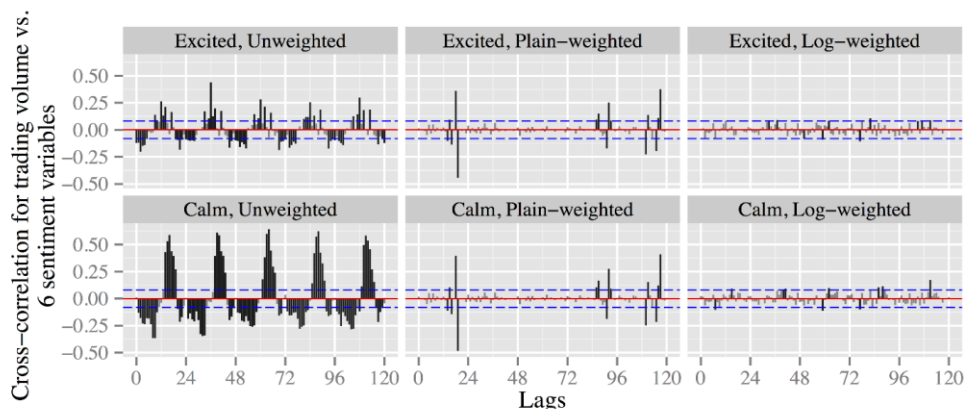 Cross−correlation for trading volume vs.
6 sentiment variables
Excited, Unweighted
Excited, Plain−weighted
Excited, Log−weighted
0.50
0.25
0.00
−0.25
−0.50
Calm, Unweighted
Calm, Plain−weighted
Calm, Log−weighted
0.50
0.25
0.00
−0.25
−0.50
0 24 48 72 96 120
0 24 48 72 96 120
0 24 48 72 96 120
Lags